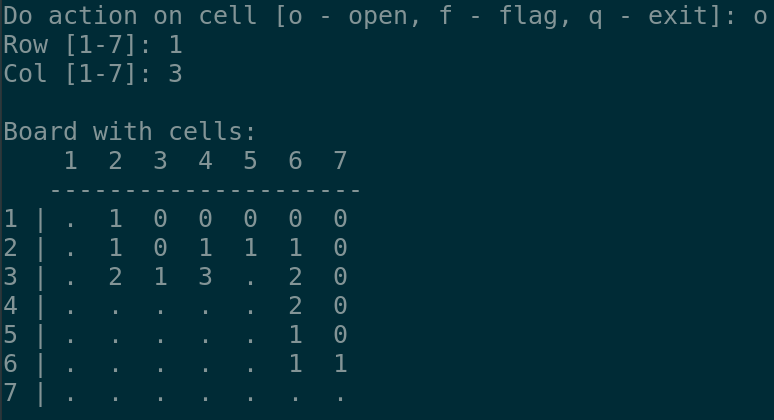 Do action on cell [o - open, f - flag, q - exit]: o
Row [1-7]: 1
Col [1-7]: 3

Board with cells:
    1  2  3  4  5  6  7
   ---------------------
1 | .  1  0  0  0  0  0
2 | .  1  0  1  1  1  0
3 | .  2  1  3  .  2  0
4 | .  .  .  .  .  2  0
5 | .  .  .  .  .  1  0
6 | .  .  .  .  .  1  1
7 | .  .  .  .  .  .  .